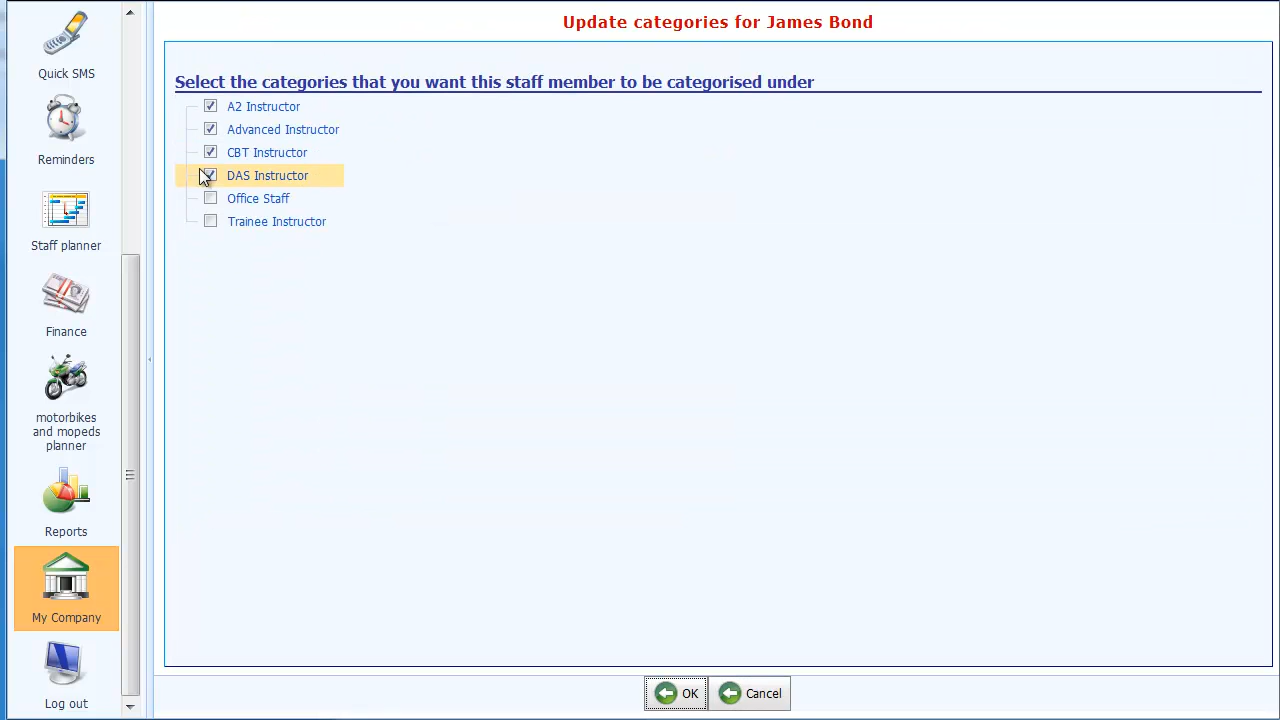 Quick SMS
Reminders
Staff planner
Finance
motorbikes
and mopeds
planner
Reports
My Company
Log out
Update categories for James Bond
Select the categories that you want this staff member to be categorised under
A2 Instructor
Advanced Instructor
CBT Instructor
DAS Instructor
Office Staff
Trainee Instructor
OK
Cancel